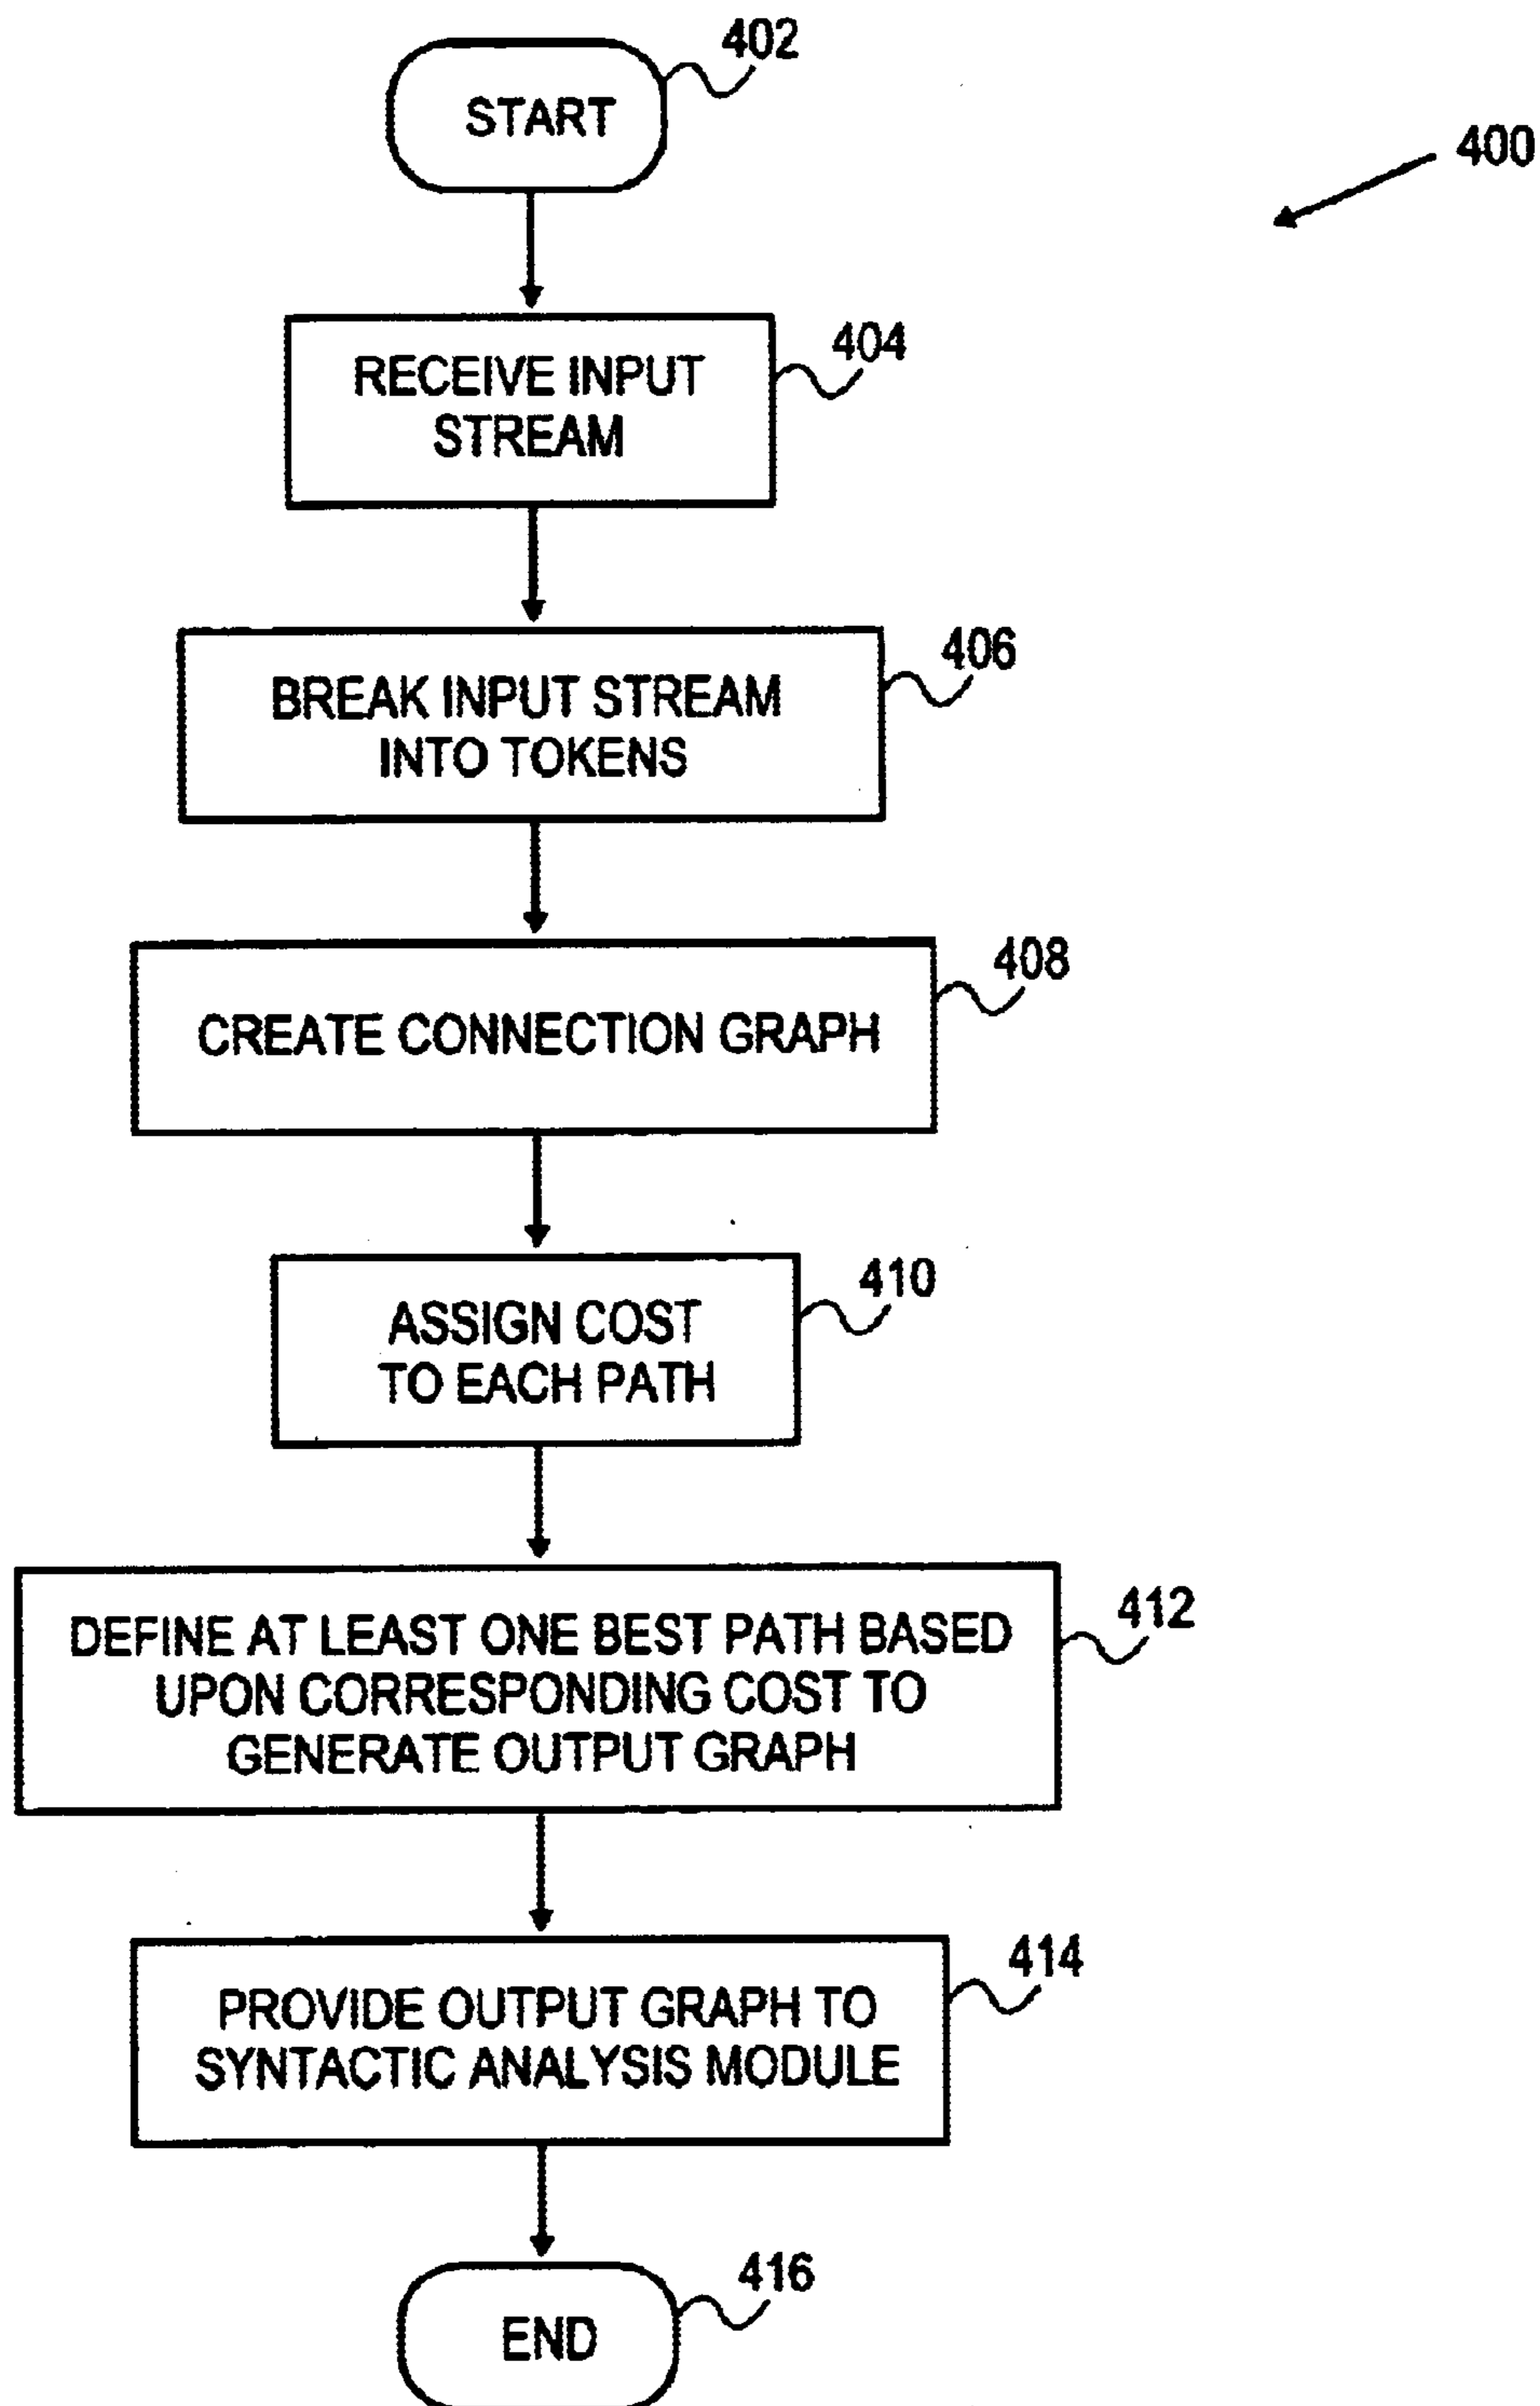 402
START
400
404
RECEIVE INPUT
STREAM
406
BREAK INPUT STREAM
INTO TOKENS
408
CREATE CONNECTION GRAPH
410
ASSIGN COST
TO EACH PATH
412
DEFINE AT LEAST ONE BEST PATH BASED
UPON CORRESPONDING COST TO
GENERATE OUTPUT GRAPH
414
PROVIDE OUTPUT GRAPH TO
SYNTACTIC ANALYSIS MODULE
416
END